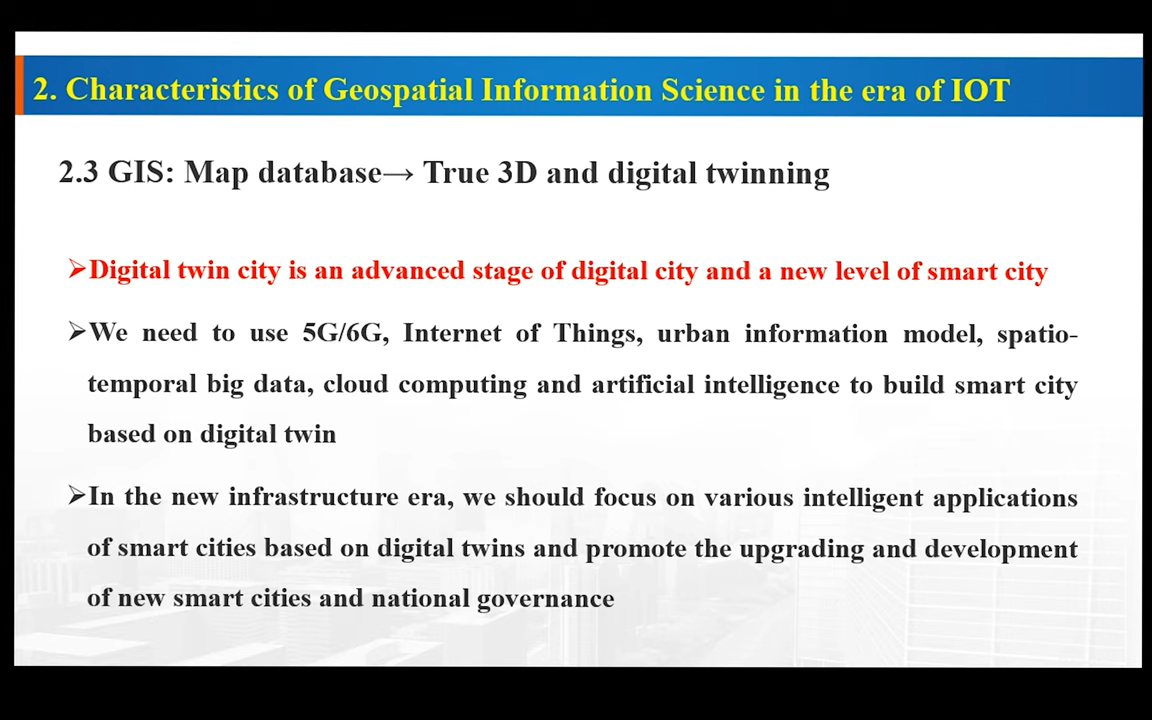 2. Characteristics of Geospatial Information Science in the era of IOT
2.3 GIS: Map database→ True 3D and digital twinning
➢Digital twin city is an advanced stage of digital city and a new level of smart city
➢We need to use 5G/6G, Internet of Things, urban information model, spatio-
temporal big data, cloud computing and artificial intelligence to build smart city
based on digital twin
➢In the new infrastructure era, we should focus on various intelligent applications
of smart cities based on digital twins and promote the upgrading and development
of new smart cities and national governance